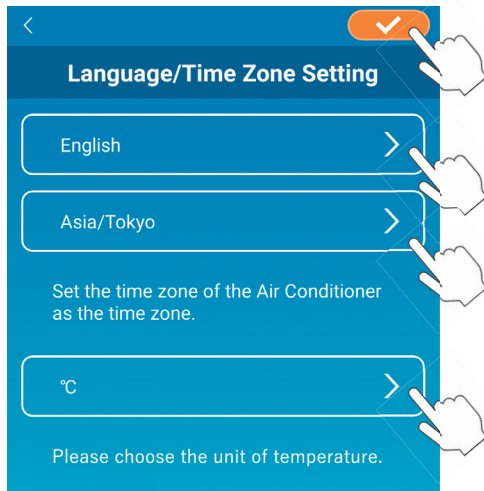 Language/Time Zone Setting
English
Asia/Tokyo
Set the time zone of the Air Conditioner
as the time zone.
℃
Please choose the unit of temperature.